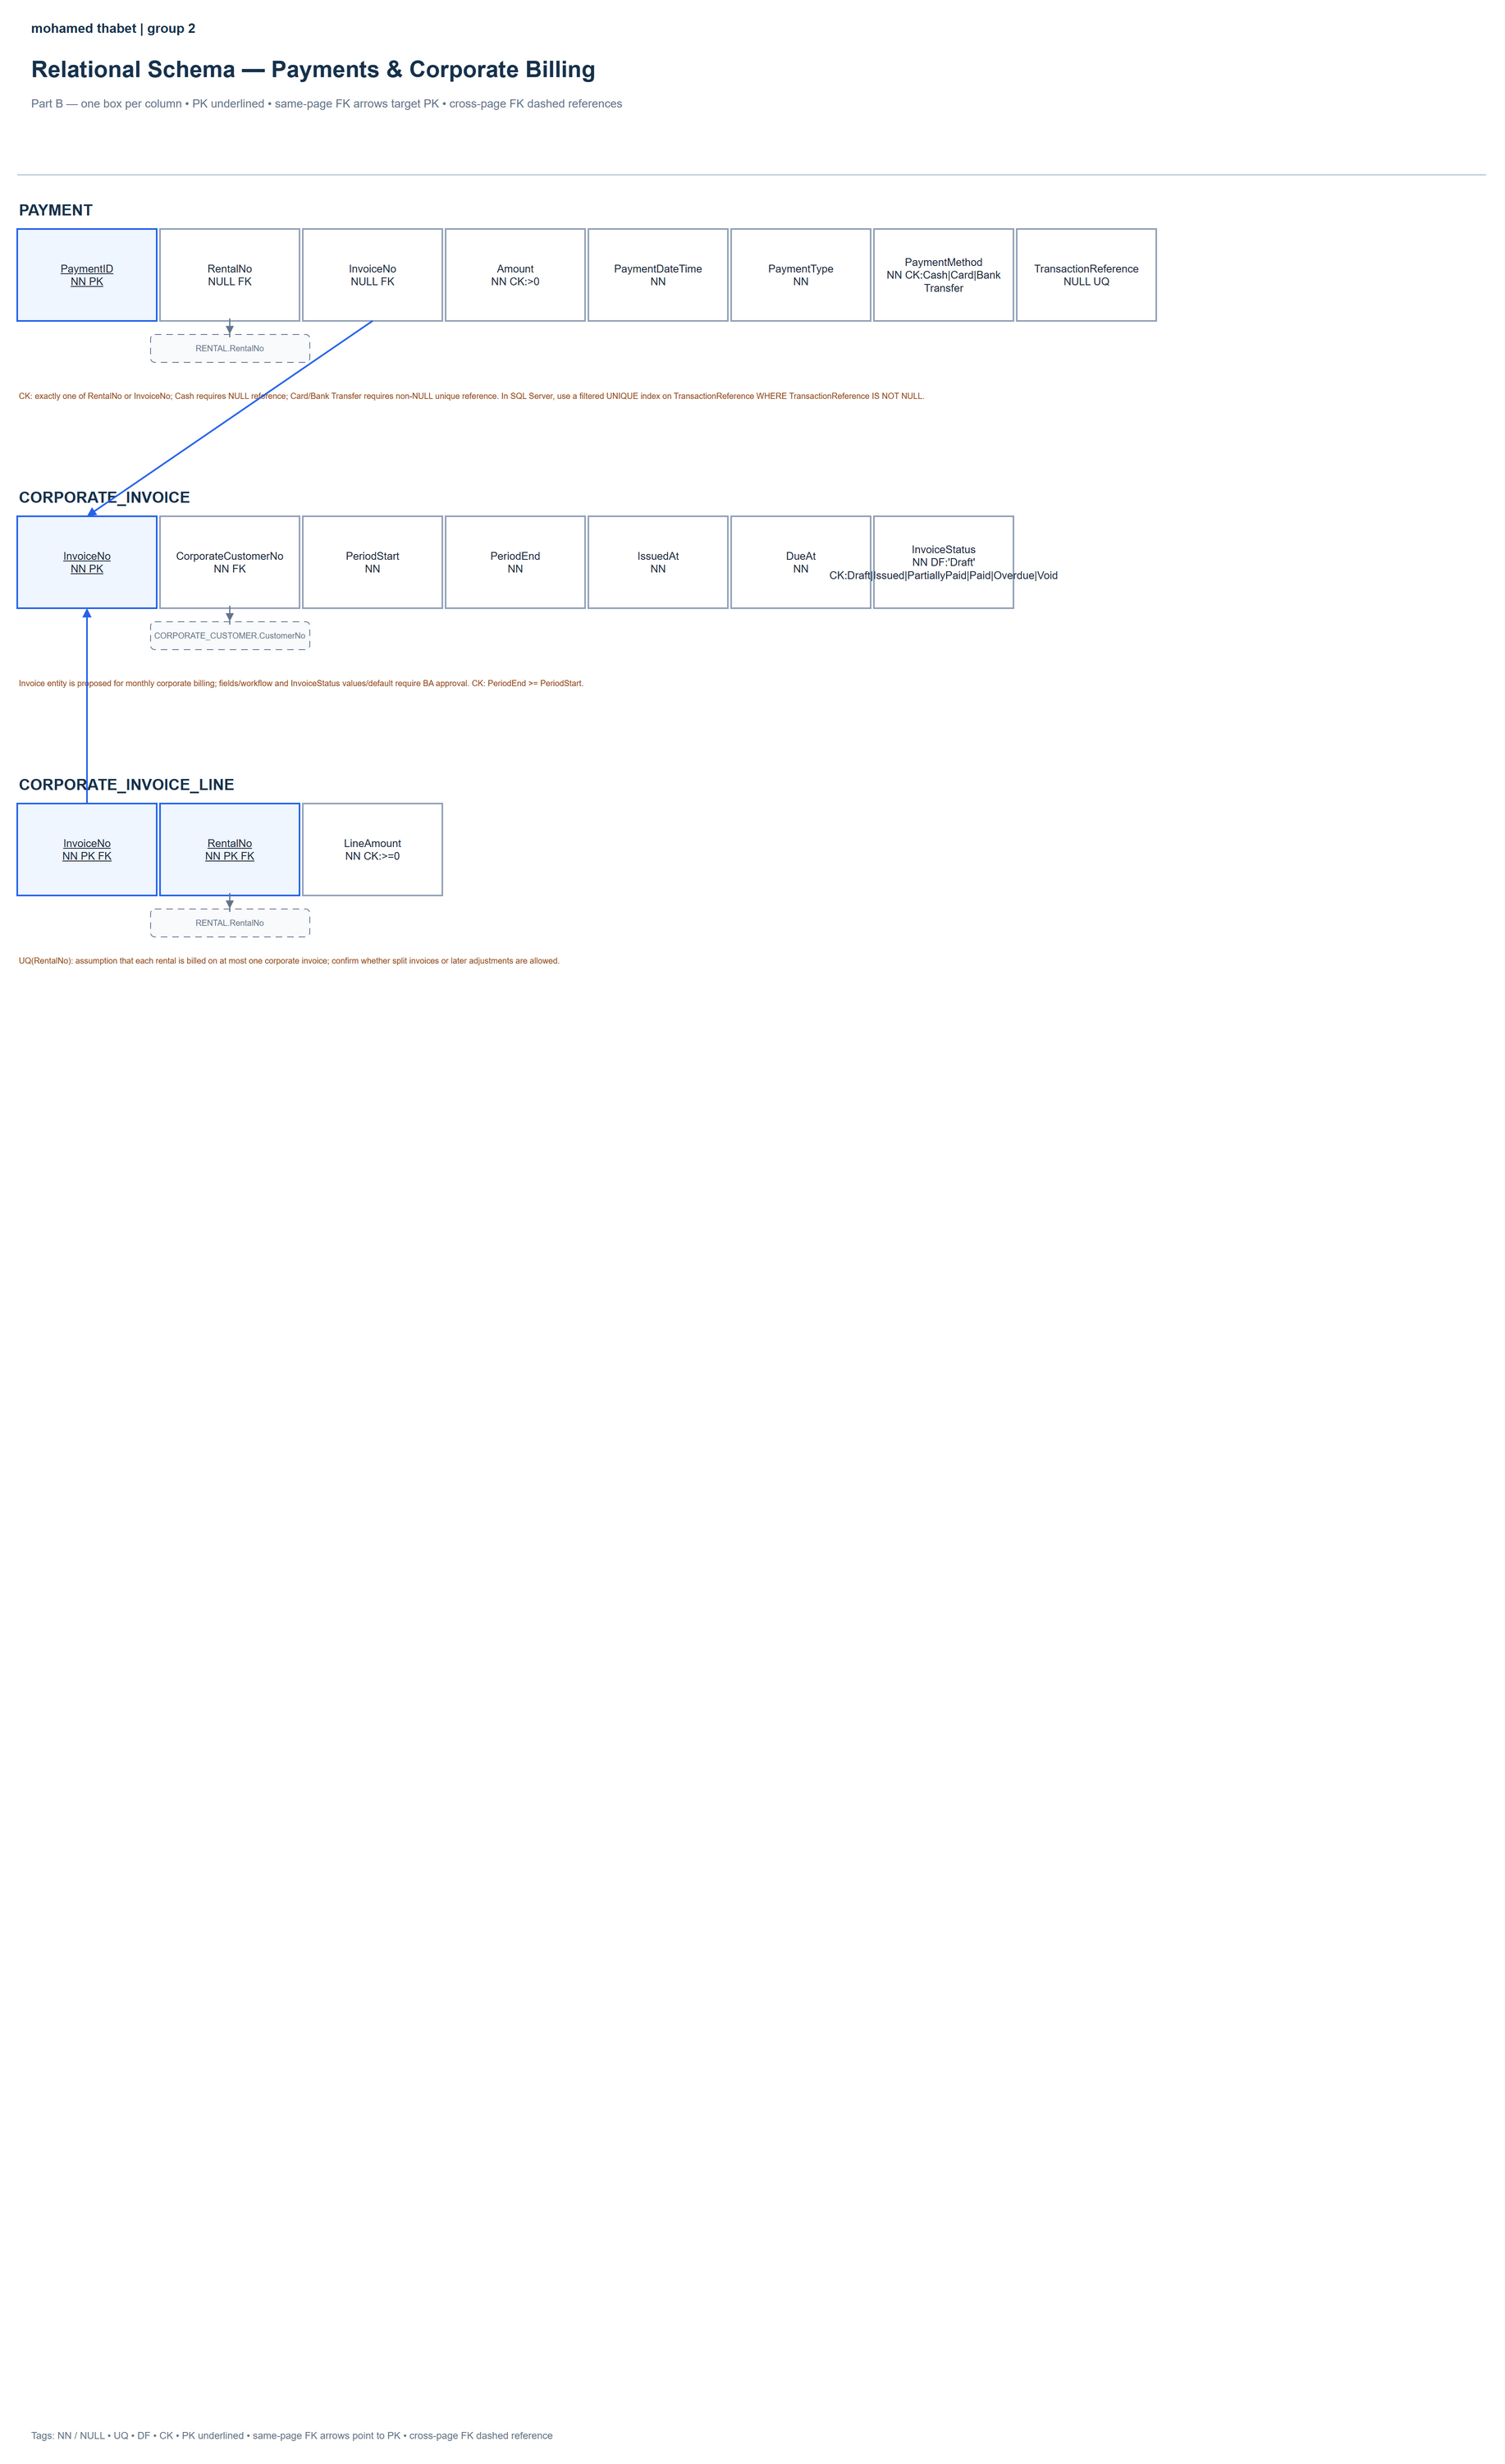 mohamed thabet | group 2
Relational Schema — Payments & Corporate Billing
Part B — one box per column • PK underlined • same-page FK arrows target PK • cross-page FK dashed references
PAYMENT
PaymentID
NN PK
RentalNo
NULL FK
InvoiceNo
NULL FK
Amount
NN CK:>0
PaymentDateTime
NN
PaymentType
NN
PaymentMethod
NN CK:Cash|Card|Bank
Transfer
TransactionReference
NULL UQ
RENTAL.RentalNo
CK: exactly one of RentalNo or InvoiceNo; Cash requires NULL reference; Card/Bank Transfer requires non-NULL unique reference. In SQL Server, use a filtered UNIQUE index on TransactionReference WHERE TransactionReference IS NOT NULL.
CORPORATE_INVOICE
InvoiceNo
NN PK
CorporateCustomerNo
NN FK
PeriodStart
NN
PeriodEnd
NN
IssuedAt
NN
DueAt
NN
InvoiceStatus
NN DF:'Draft'
CK:Draft|Issued|PartiallyPaid|Paid|Overdue|Void
CORPORATE_CUSTOMER.CustomerNo
Invoice entity is proposed for monthly corporate billing; fields/workflow and InvoiceStatus values/default require BA approval. CK: PeriodEnd >= PeriodStart.
CORPORATE_INVOICE_LINE
InvoiceNo
NN PK FK
RentalNo
NN PK FK
LineAmount
NN CK:>=0
RENTAL.RentalNo
UQ(RentalNo): assumption that each rental is billed on at most one corporate invoice; confirm whether split invoices or later adjustments are allowed.
Tags: NN / NULL • UQ • DF • CK • PK underlined • same-page FK arrows point to PK • cross-page FK dashed reference